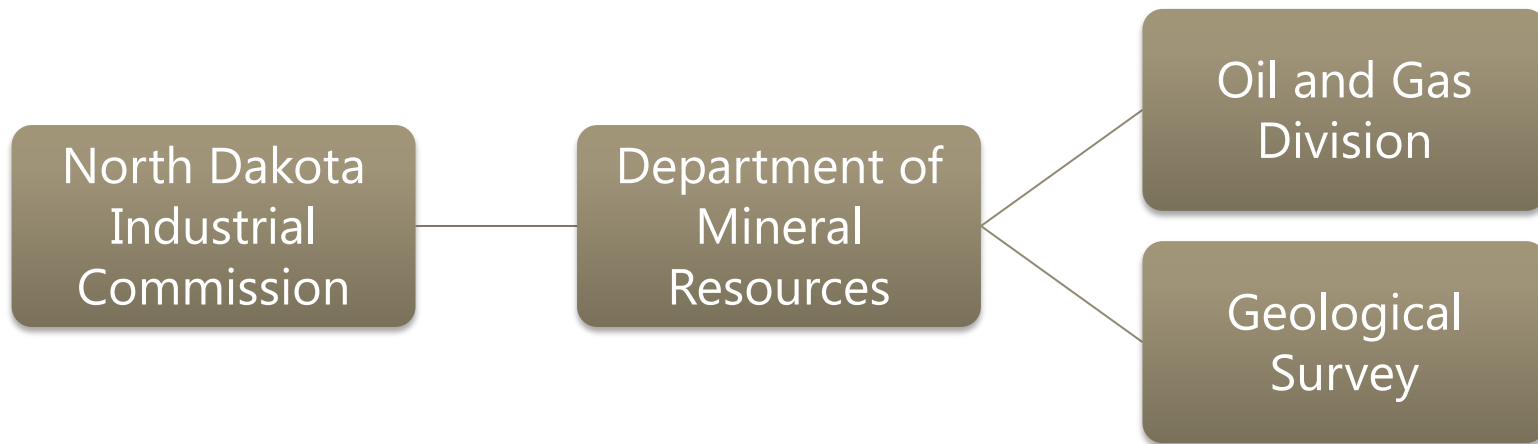 North Dakota
Industrial
Commission
Department of
Mineral
Resources
Oil and Gas
Division
Geological
Survey